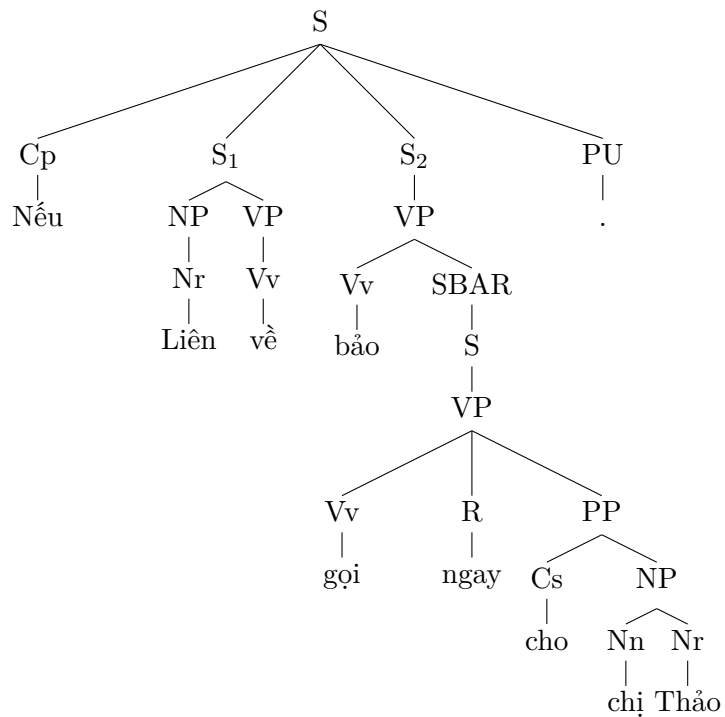 S
Cp S₁ S₂ PU
Nếu NP VP VP .
Nr Vv Vv SBAR
Liên về bảo S
VP
Vv R PP
gọi ngay Cs NP
cho Nn Nr
chị Thảo